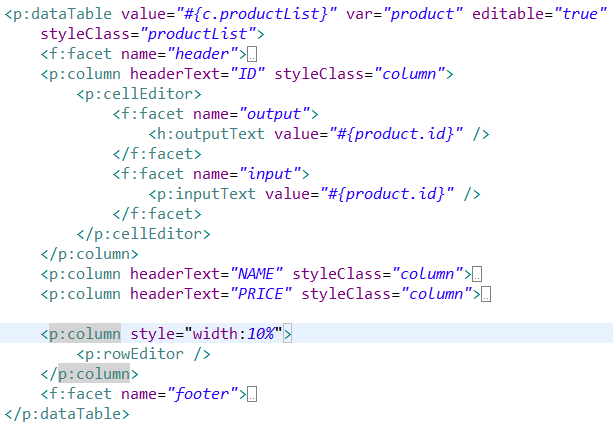 <p:dataTable value="#{c.productList}" var="product" editable="true"
styleClass="productList">
<f:facet name="header">
<p:column headerText="ID" styleClass="column">
<p:cellEditor>
<f:facet name="output">
<h:outputText value="#{product.id}" />
</f:facet>
<f:facet name="input">
<p:inputText value="#{product.id}" />
</f:facet>
</p:cellEditor>
</p:column>
<p:column headerText="NAME" styleClass="column">
<p:column headerText="PRICE" styleClass="column">
<p:column style="width:10%">
<p:rowEditor />
</p:column>
<f:facet name="footer">
</p:dataTable>